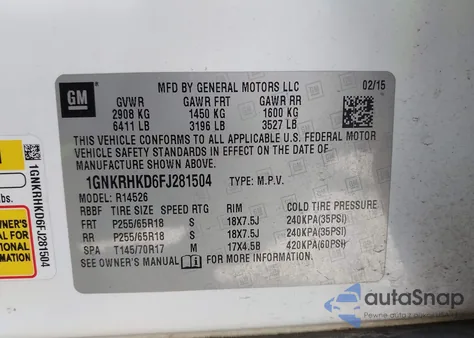 GM
MFD BY GENERAL MOTORS LLC 02/15
GVWR GAWR FRT GAWR RR
2908 KG 1450 KG 1600 KG
6411 LB 3196 LB 3527 LB
THIS VEHICLE CONFORMS TO ALL APPLICABLE U.S. FEDERAL MOTOR
VEHICLE SAFETY STANDARDS IN EFFECT ON THE DATE OF
MANUFACTURE SHOWN ABOVE.
1GNKRHKD6FJ281504 TYPE: M.P.V.
MODEL: R14526
RBBF TIRE SIZE SPEED RTG RIM COLD TIRE PRESSURE
FRT P255/65R18 S 18X7.5J 240KPA(35PSI)
RR P255/65R18 S 18X7.5J 240KPA(35PSI)
SPA T145/70R17 M 17X4.5B 420KPA(60PSI)
SEE OWNER'S MANUAL FOR MORE INFORMATION.
1GNKRHKD6FJ281504
autoSnap
Pewne auta z USA